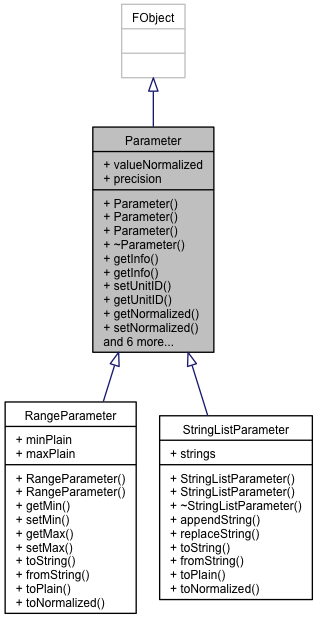 FObject
Parameter
+ valueNormalized
+ precision
+ Parameter()
+ Parameter()
+ Parameter()
+ ~Parameter()
+ getInfo()
+ getInfo()
+ setUnitID()
+ getUnitID()
+ getNormalized()
+ setNormalized()
and 6 more...
RangeParameter
+ minPlain
+ maxPlain
+ RangeParameter()
+ RangeParameter()
+ getMin()
+ setMin()
+ getMax()
+ setMax()
+ toString()
+ fromString()
+ toPlain()
+ toNormalized()
StringListParameter
+ strings
+ StringListParameter()
+ StringListParameter()
+ ~StringListParameter()
+ appendString()
+ replaceString()
+ toString()
+ fromString()
+ toPlain()
+ toNormalized()